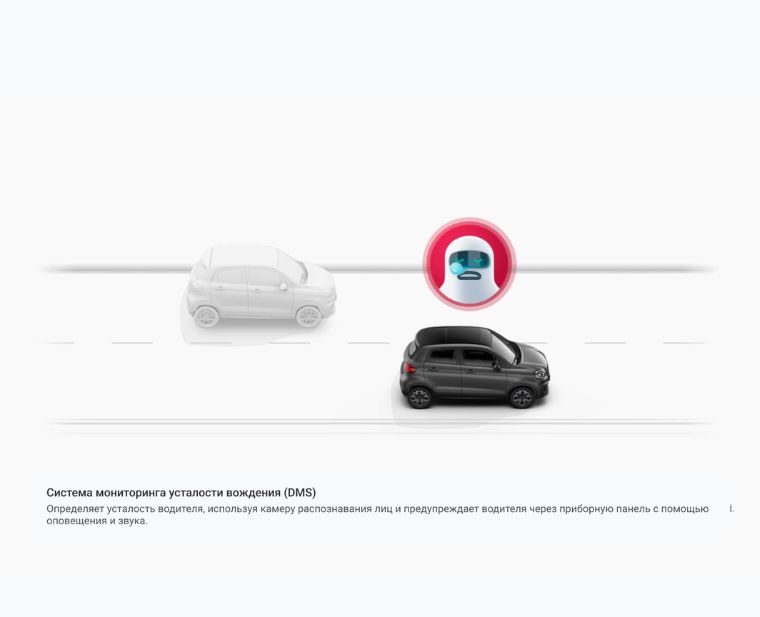 Система мониторинга усталости вождения (DMS)
Определяет усталость водителя, используя камеру распознавания лиц и предупреждает водителя через приборную панель с помощью
оповещения и звука.